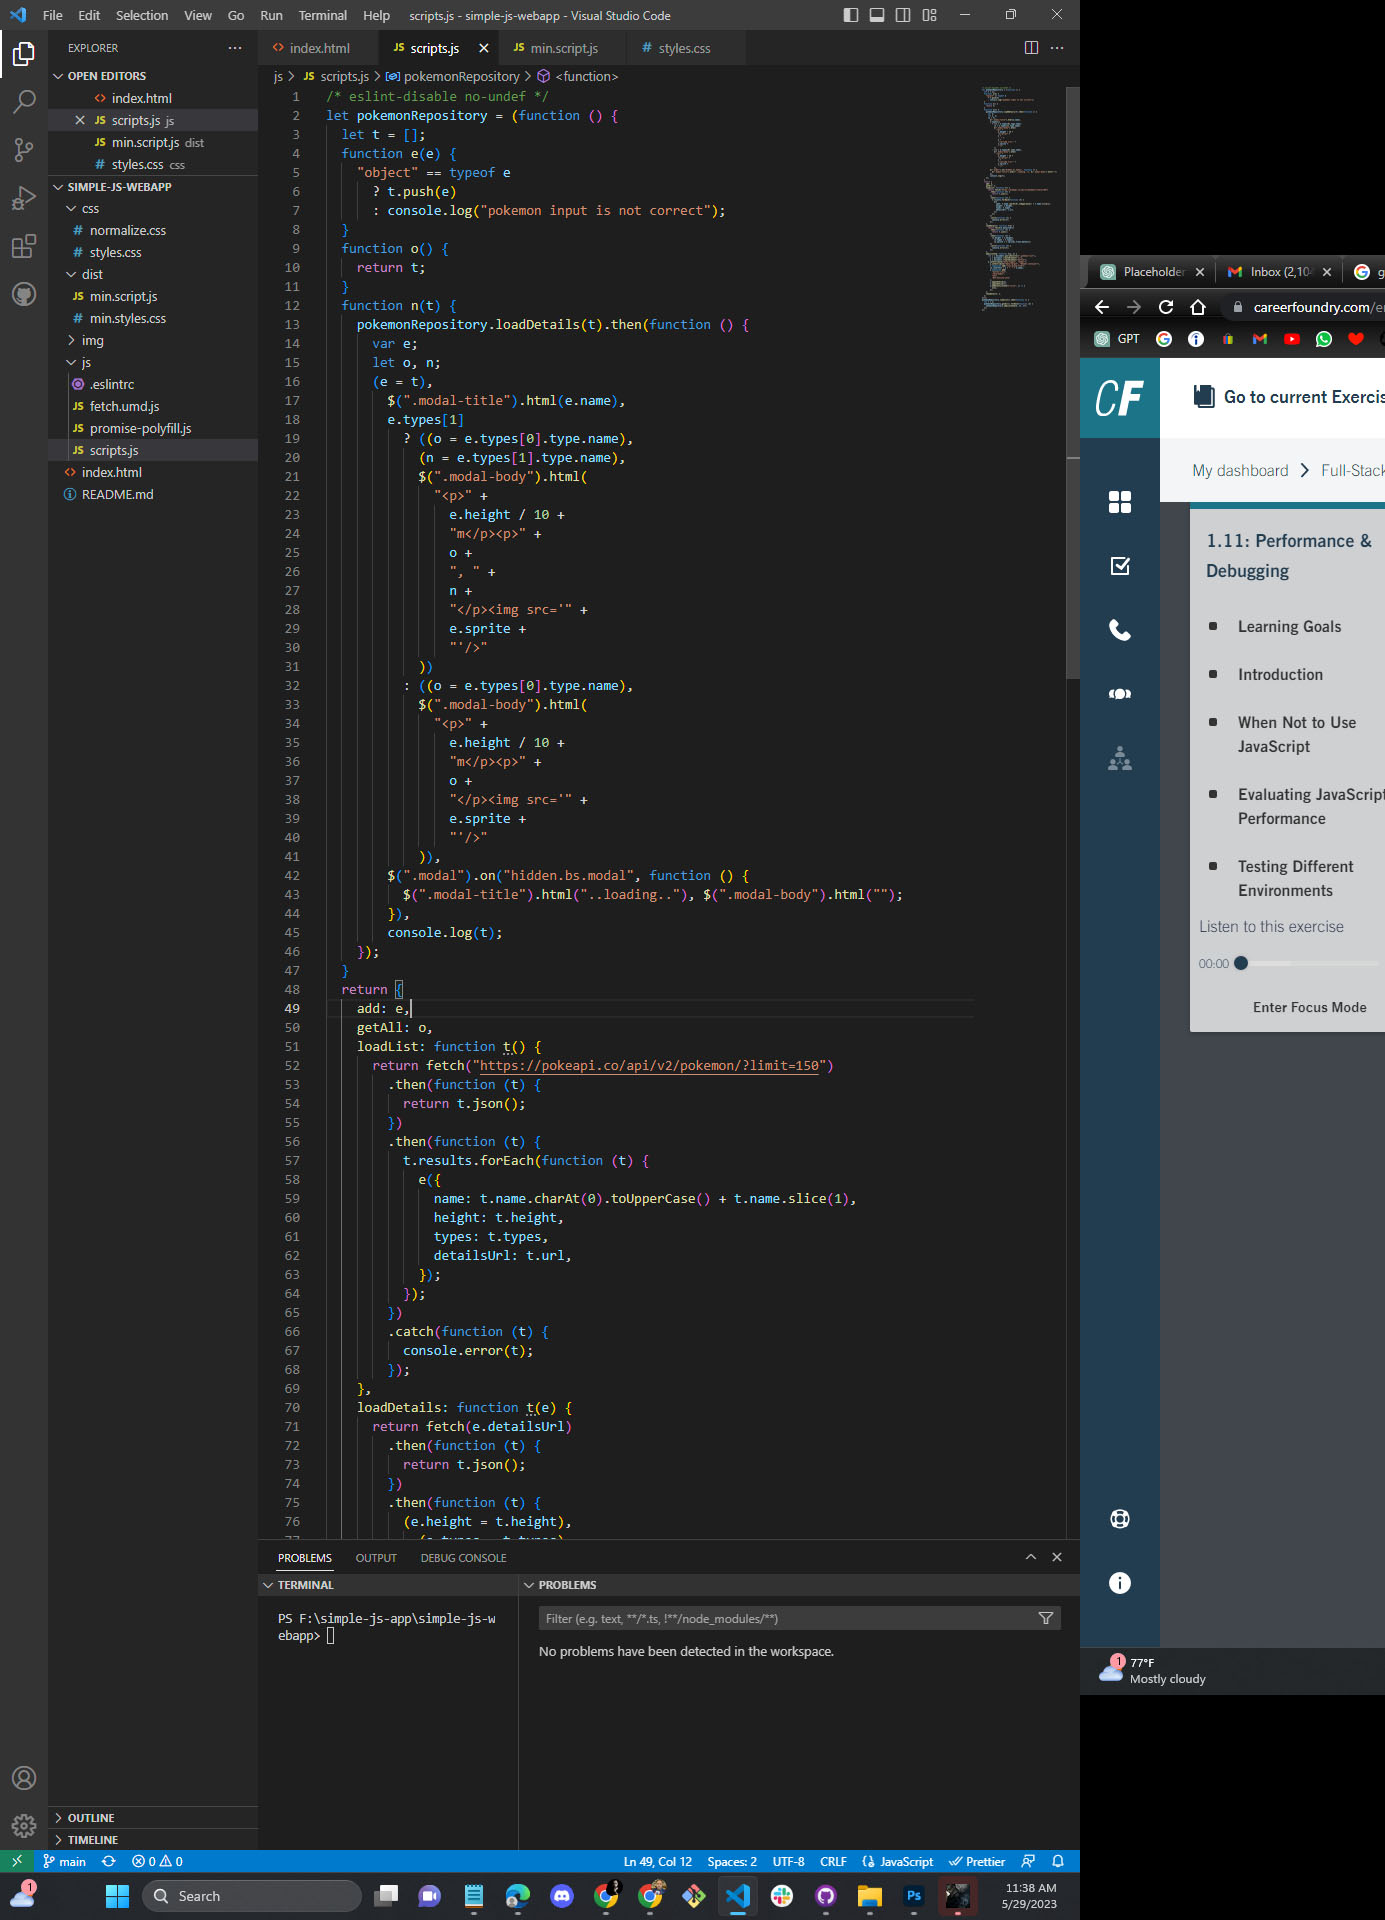 File Edit Selection View Go Run Terminal Help scripts.js - simple-js-webapp - Visual Studio Code
EXPLORER
OPEN EDITORS
index.html
scripts.js js
min.script.js dist
styles.css css
SIMPLE-JS-WEBAPP
css
normalize.css
styles.css
dist
min.script.js
min.styles.css
img
js
.eslintrc
fetch.umd.js
promise-polyfill.js
scripts.js
index.html
README.md
OUTLINE
TIMELINE
index.html JS scripts.js JS min.script.js # styles.css
js > JS scripts.js > pokemonRepository > <function>
1 /* eslint-disable no-undef */
2 let pokemonRepository = (function () {
3 let t = [];
4 function e(e) {
5 "object" == typeof e
6 ? t.push(e)
7 : console.log("pokemon input is not correct");
8 }
9 function o() {
10 return t;
11 }
12 function n(t) {
13 pokemonRepository.loadDetails(t).then(function () {
14 var e;
15 let o, n;
16 (e = t),
17 $(".modal-title").html(e.name),
18 e.types[1]
19 ? ((o = e.types[0].type.name),
20 (n = e.types[1].type.name),
21 $(".modal-body").html(
22 "<p>" +
23 e.height / 10 +
24 "m</p><p>" +
25 o +
26 ", " +
27 n +
28 "</p><img src='" +
29 e.sprite +
30 "'/>"
31 ))
32 : ((o = e.types[0].type.name),
33 $(".modal-body").html(
34 "<p>" +
35 e.height / 10 +
36 "m</p><p>" +
37 o +
38 "</p><img src='" +
39 e.sprite +
40 "'/>"
41 )),
42 $(".modal").on("hidden.bs.modal", function () {
43 $(".modal-title").html("..loading.."), $(".modal-body").html("");
44 }),
45 console.log(t);
46 });
47 }
48 return {
49 add: e,
50 getAll: o,
51 loadList: function t() {
52 return fetch("https://pokeapi.co/api/v2/pokemon/?limit=150")
53 .then(function (t) {
54 return t.json();
55 })
56 .then(function (t) {
57 t.results.forEach(function (t) {
58 e({
59 name: t.name.charAt(0).toUpperCase() + t.name.slice(1),
60 height: t.height,
61 types: t.types,
62 detailsUrl: t.url,
63 });
64 });
65 })
66 .catch(function (t) {
67 console.error(t);
68 });
69 },
70 loadDetails: function t(e) {
71 return fetch(e.detailsUrl)
72 .then(function (t) {
73 return t.json();
74 })
75 .then(function (t) {
76 (e.height = t.height),
PROBLEMS OUTPUT DEBUG CONSOLE
TERMINAL
PS F:\simple-js-app\simple-js-w
ebapp>
PROBLEMS
Filter (e.g. text, **/*.ts, !**/node_modules/**)
No problems have been detected in the workspace.
main 0 0 Ln 49, Col 12 Spaces: 2 UTF-8 CRLF JavaScript Prettier
1 Search 11:38 AM
5/29/2023
Placeholder Inbox (2,10 g
careerfoundry.com/e
GPT
CF Go to current Exercis
My dashboard > Full-Stack
1.11: Performance &
Debugging
Learning Goals
Introduction
When Not to Use
JavaScript
Evaluating JavaScript
Performance
Testing Different
Environments
Listen to this exercise
00:00
Enter Focus Mode
1 77°F
Mostly cloudy